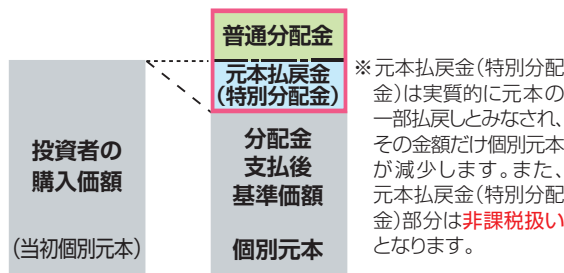 普通分配金
元本払戻金
(特別分配金)
投資者の
購入価額
(当初個別元本)
分配金
支払後
基準価額
個別元本
※元本払戻金(特別分配
金)は実質的に元本の
一部払戻しとみなされ、
その金額だけ個別元本
が減少します。また、
元本払戻金(特別分配
金)部分は非課税扱い
となります。